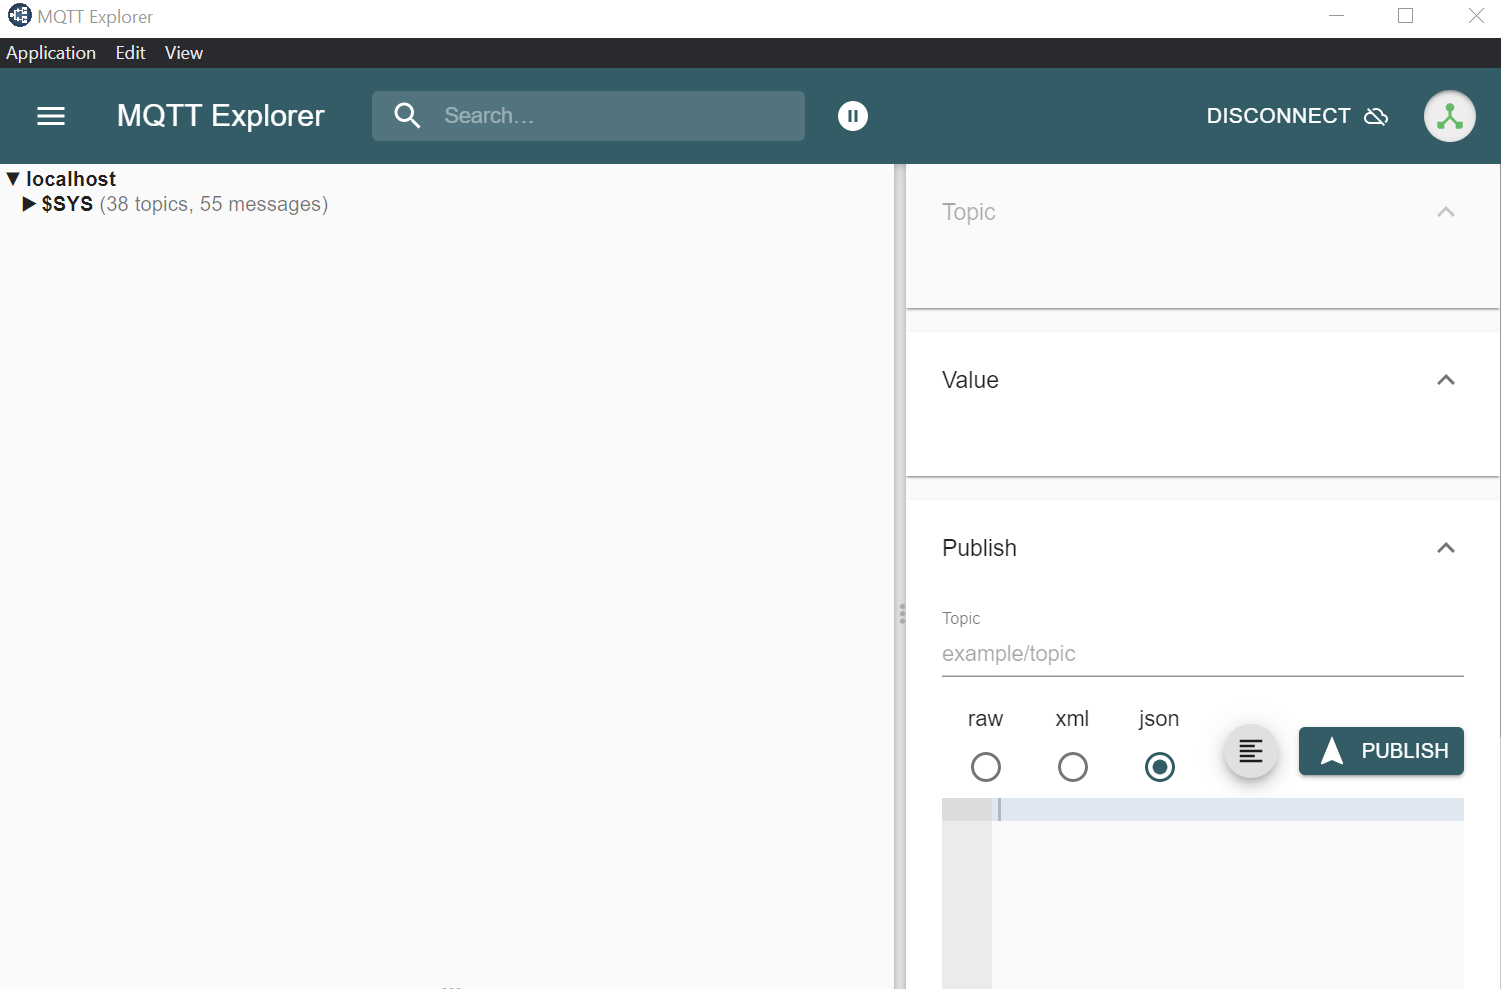 MQTT Explorer
Application Edit View
MQTT Explorer Search... DISCONNECT
localhost
$SYS (38 topics, 55 messages)
Topic
Value
Publish
Topic
example/topic
raw xml json
PUBLISH